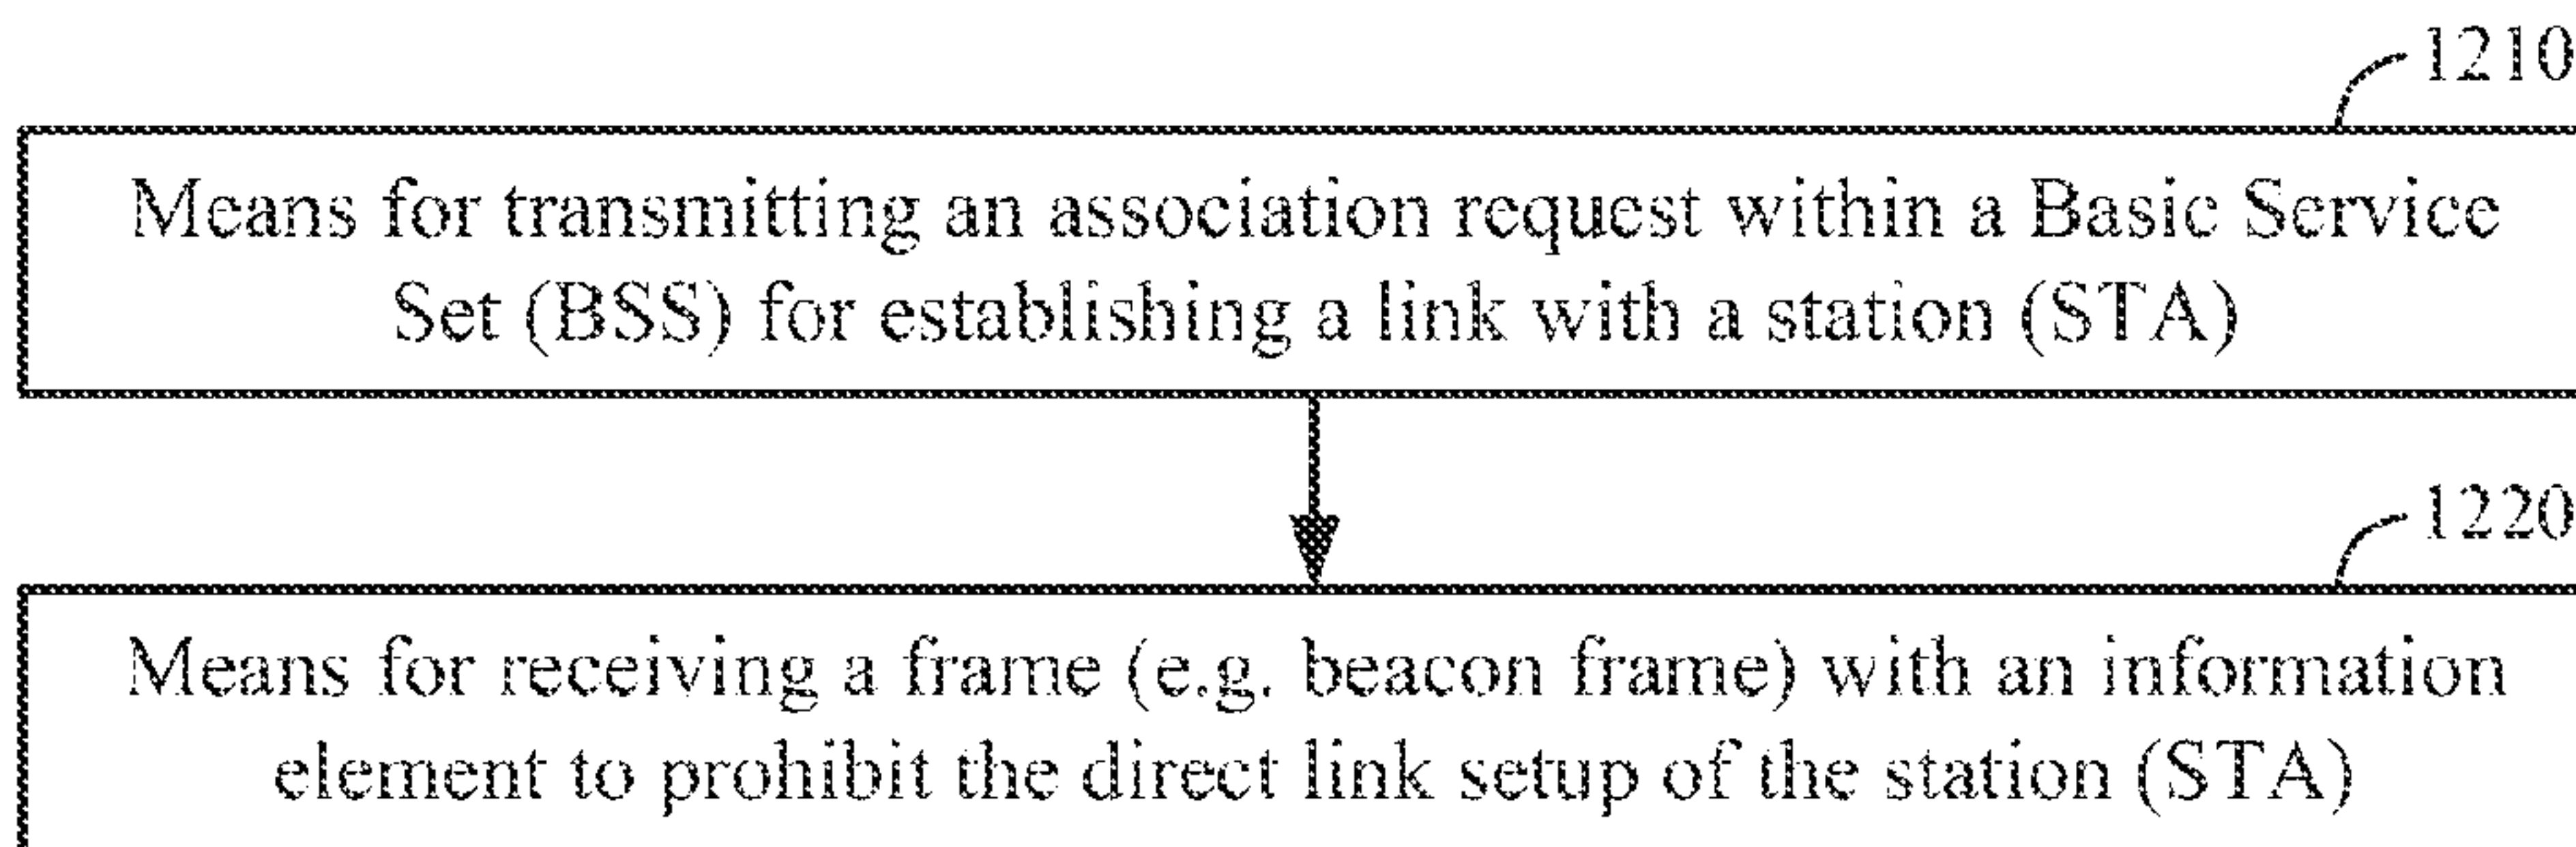 1210
Means for transmitting an association request within a Basic Service
Set (BSS) for establishing a link with a station (STA)
1220
Means for receiving a frame (e.g. beacon frame) with an information
element to prohibit the direct link setup of the station (STA)